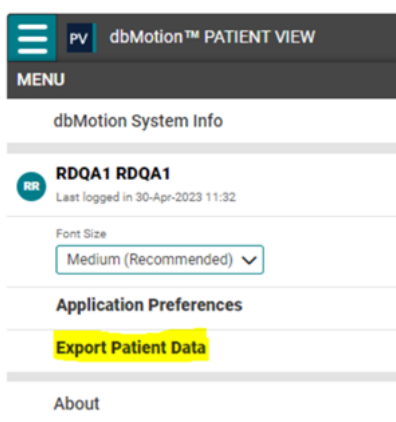 PV dbMotion™ PATIENT VIEW
MENU
dbMotion System Info
RR RDQA1 RDQA1
Last logged in 30-Apr-2023 11:32
Font Size
Medium (Recommended)
Application Preferences
Export Patient Data
About